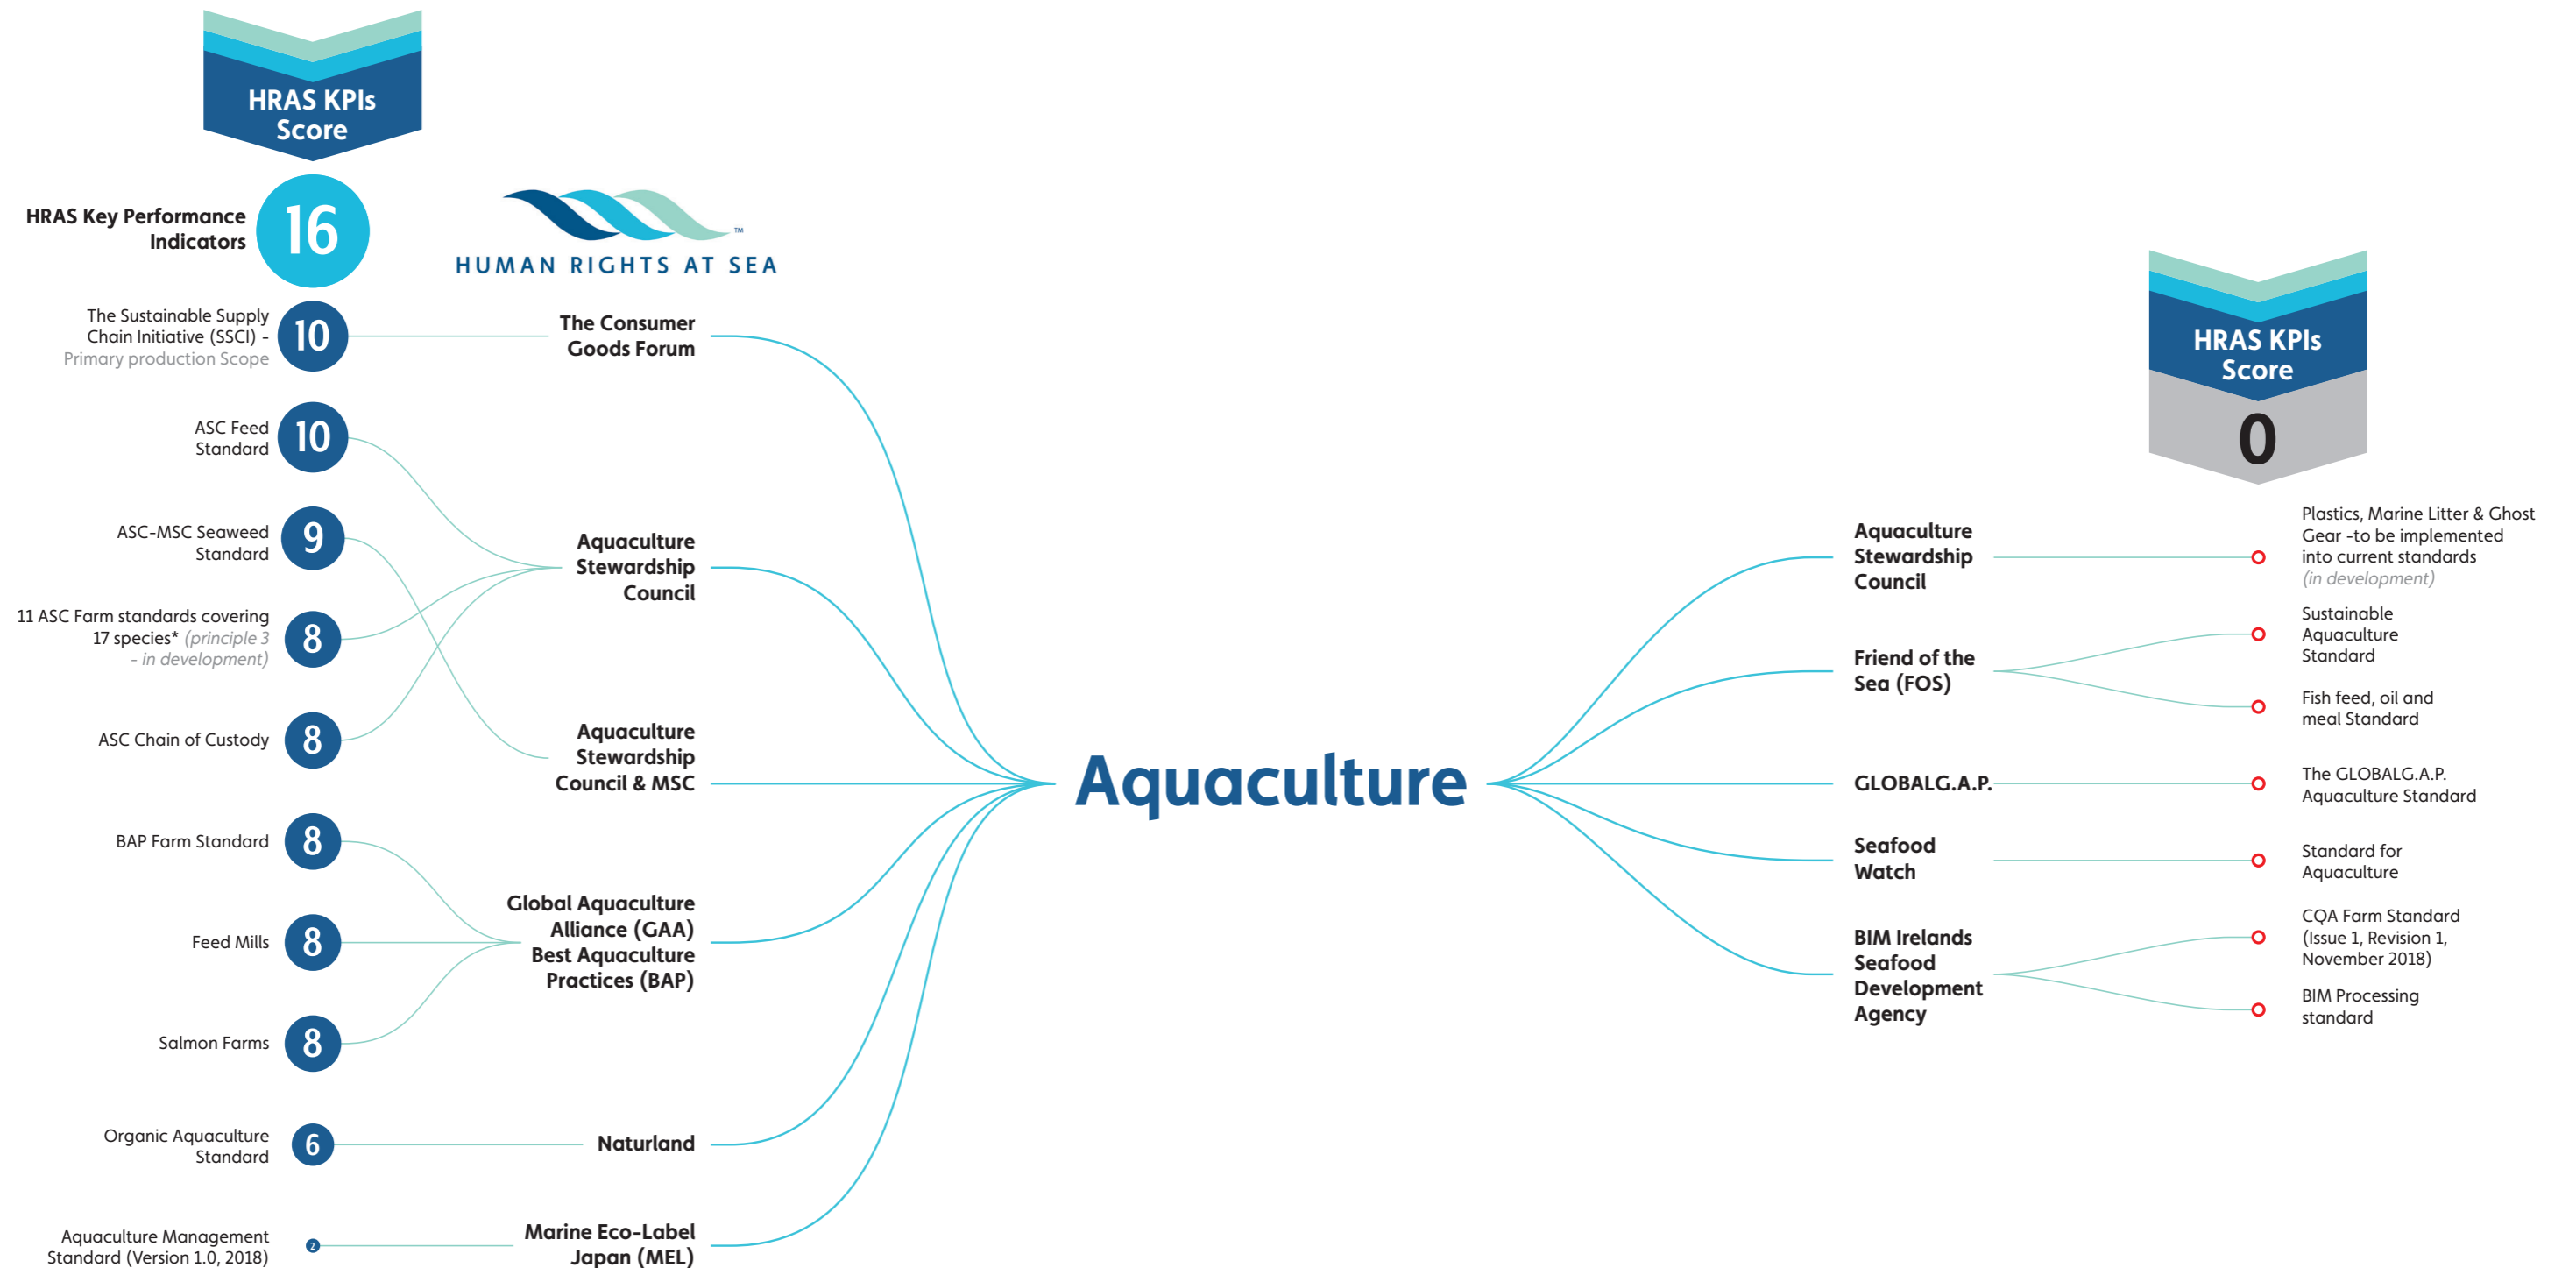 HRAS KPIs
Score
HRAS Key Performance
Indicators
16
™
HUMAN RIGHTS AT SEA
The Sustainable Supply
Chain Initiative (SSCI) -
Primary production Scope
10
The Consumer
Goods Forum
ASC Feed
Standard
10
ASC-MSC Seaweed
Standard
9
11 ASC Farm standards covering
17 species* (principle 3
- in development)
8
ASC Chain of Custody
8
Aquaculture
Stewardship
Council
Aquaculture
Stewardship
Council & MSC
BAP Farm Standard
8
Feed Mills
8
Salmon Farms
8
Global Aquaculture
Alliance (GAA)
Best Aquaculture
Practices (BAP)
Organic Aquaculture
Standard
6
Naturland
Aquaculture Management
Standard (Version 1.0, 2018)
2
Marine Eco-Label
Japan (MEL)
Aquaculture
HRAS KPIs
Score
0
Aquaculture
Stewardship
Council
Plastics, Marine Litter & Ghost
Gear -to be implemented
into current standards
(in development)
Friend of the
Sea (FOS)
Sustainable
Aquaculture
Standard
Fish feed, oil and
meal Standard
GLOBALG.A.P.
The GLOBALG.A.P.
Aquaculture Standard
Seafood
Watch
Standard for
Aquaculture
BIM Irelands
Seafood
Development
Agency
CQA Farm Standard
(Issue 1, Revision 1,
November 2018)
BIM Processing
standard